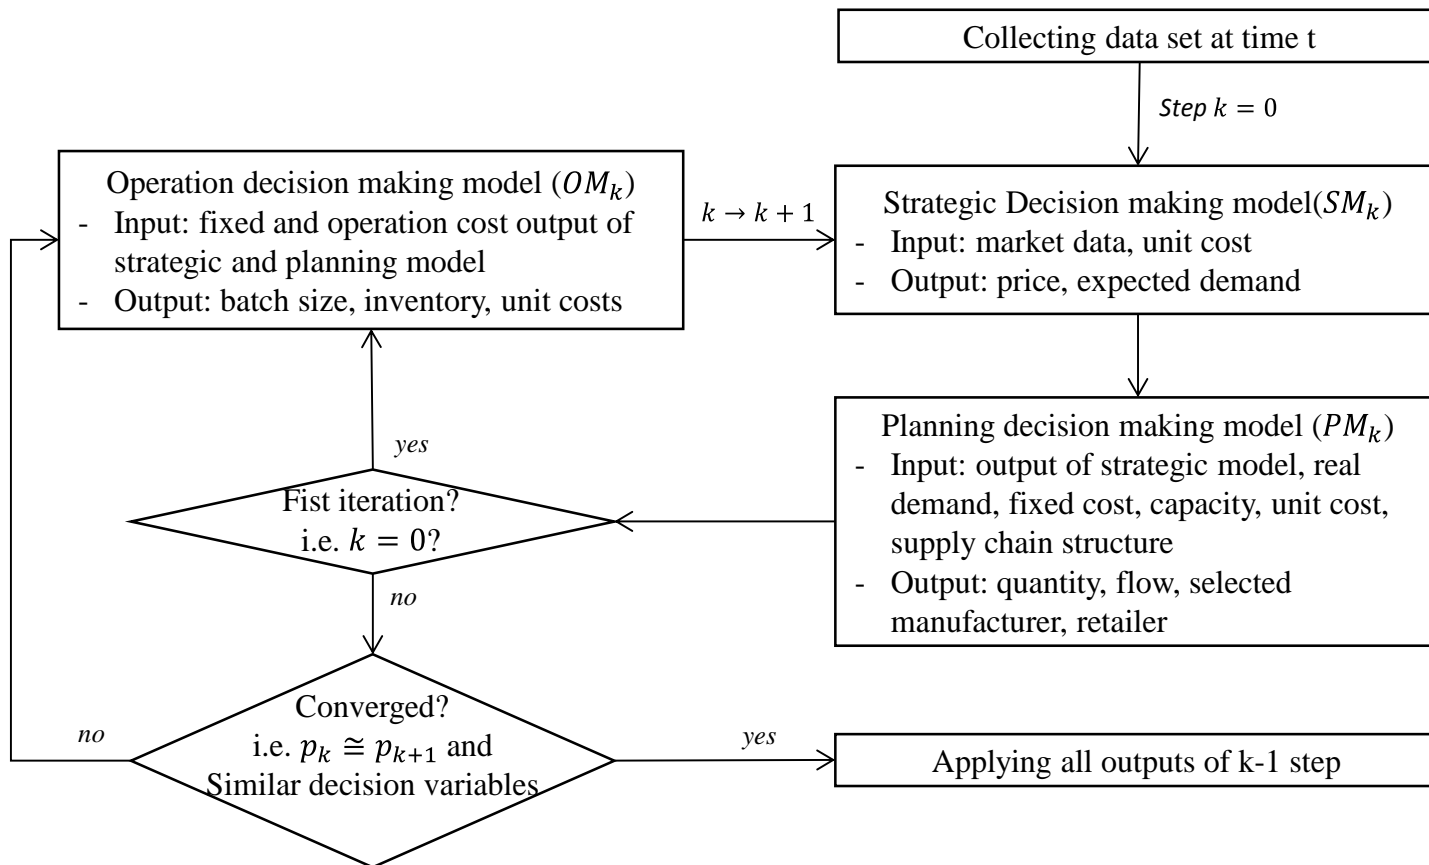 Collecting data set at time t
Step k = 0
Operation decision making model (OMₖ)
- Input: fixed and operation cost output of
strategic and planning model
- Output: batch size, inventory, unit costs
k → k + 1
Strategic Decision making model(SMₖ)
- Input: market data, unit cost
- Output: price, expected demand
Planning decision making model (PMₖ)
- Input: output of strategic model, real
demand, fixed cost, capacity, unit cost,
supply chain structure
- Output: quantity, flow, selected
manufacturer, retailer
yes
Fist iteration?
i.e. k = 0?
no
Converged?
i.e. pₖ ≅ pₖ₊₁ and
Similar decision variables
no
yes
Applying all outputs of k-1 step